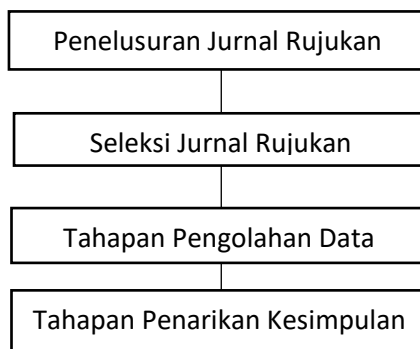 Penelusuran Jurnal Rujukan
Seleksi Jurnal Rujukan
Tahapan Pengolahan Data
Tahapan Penarikan Kesimpulan